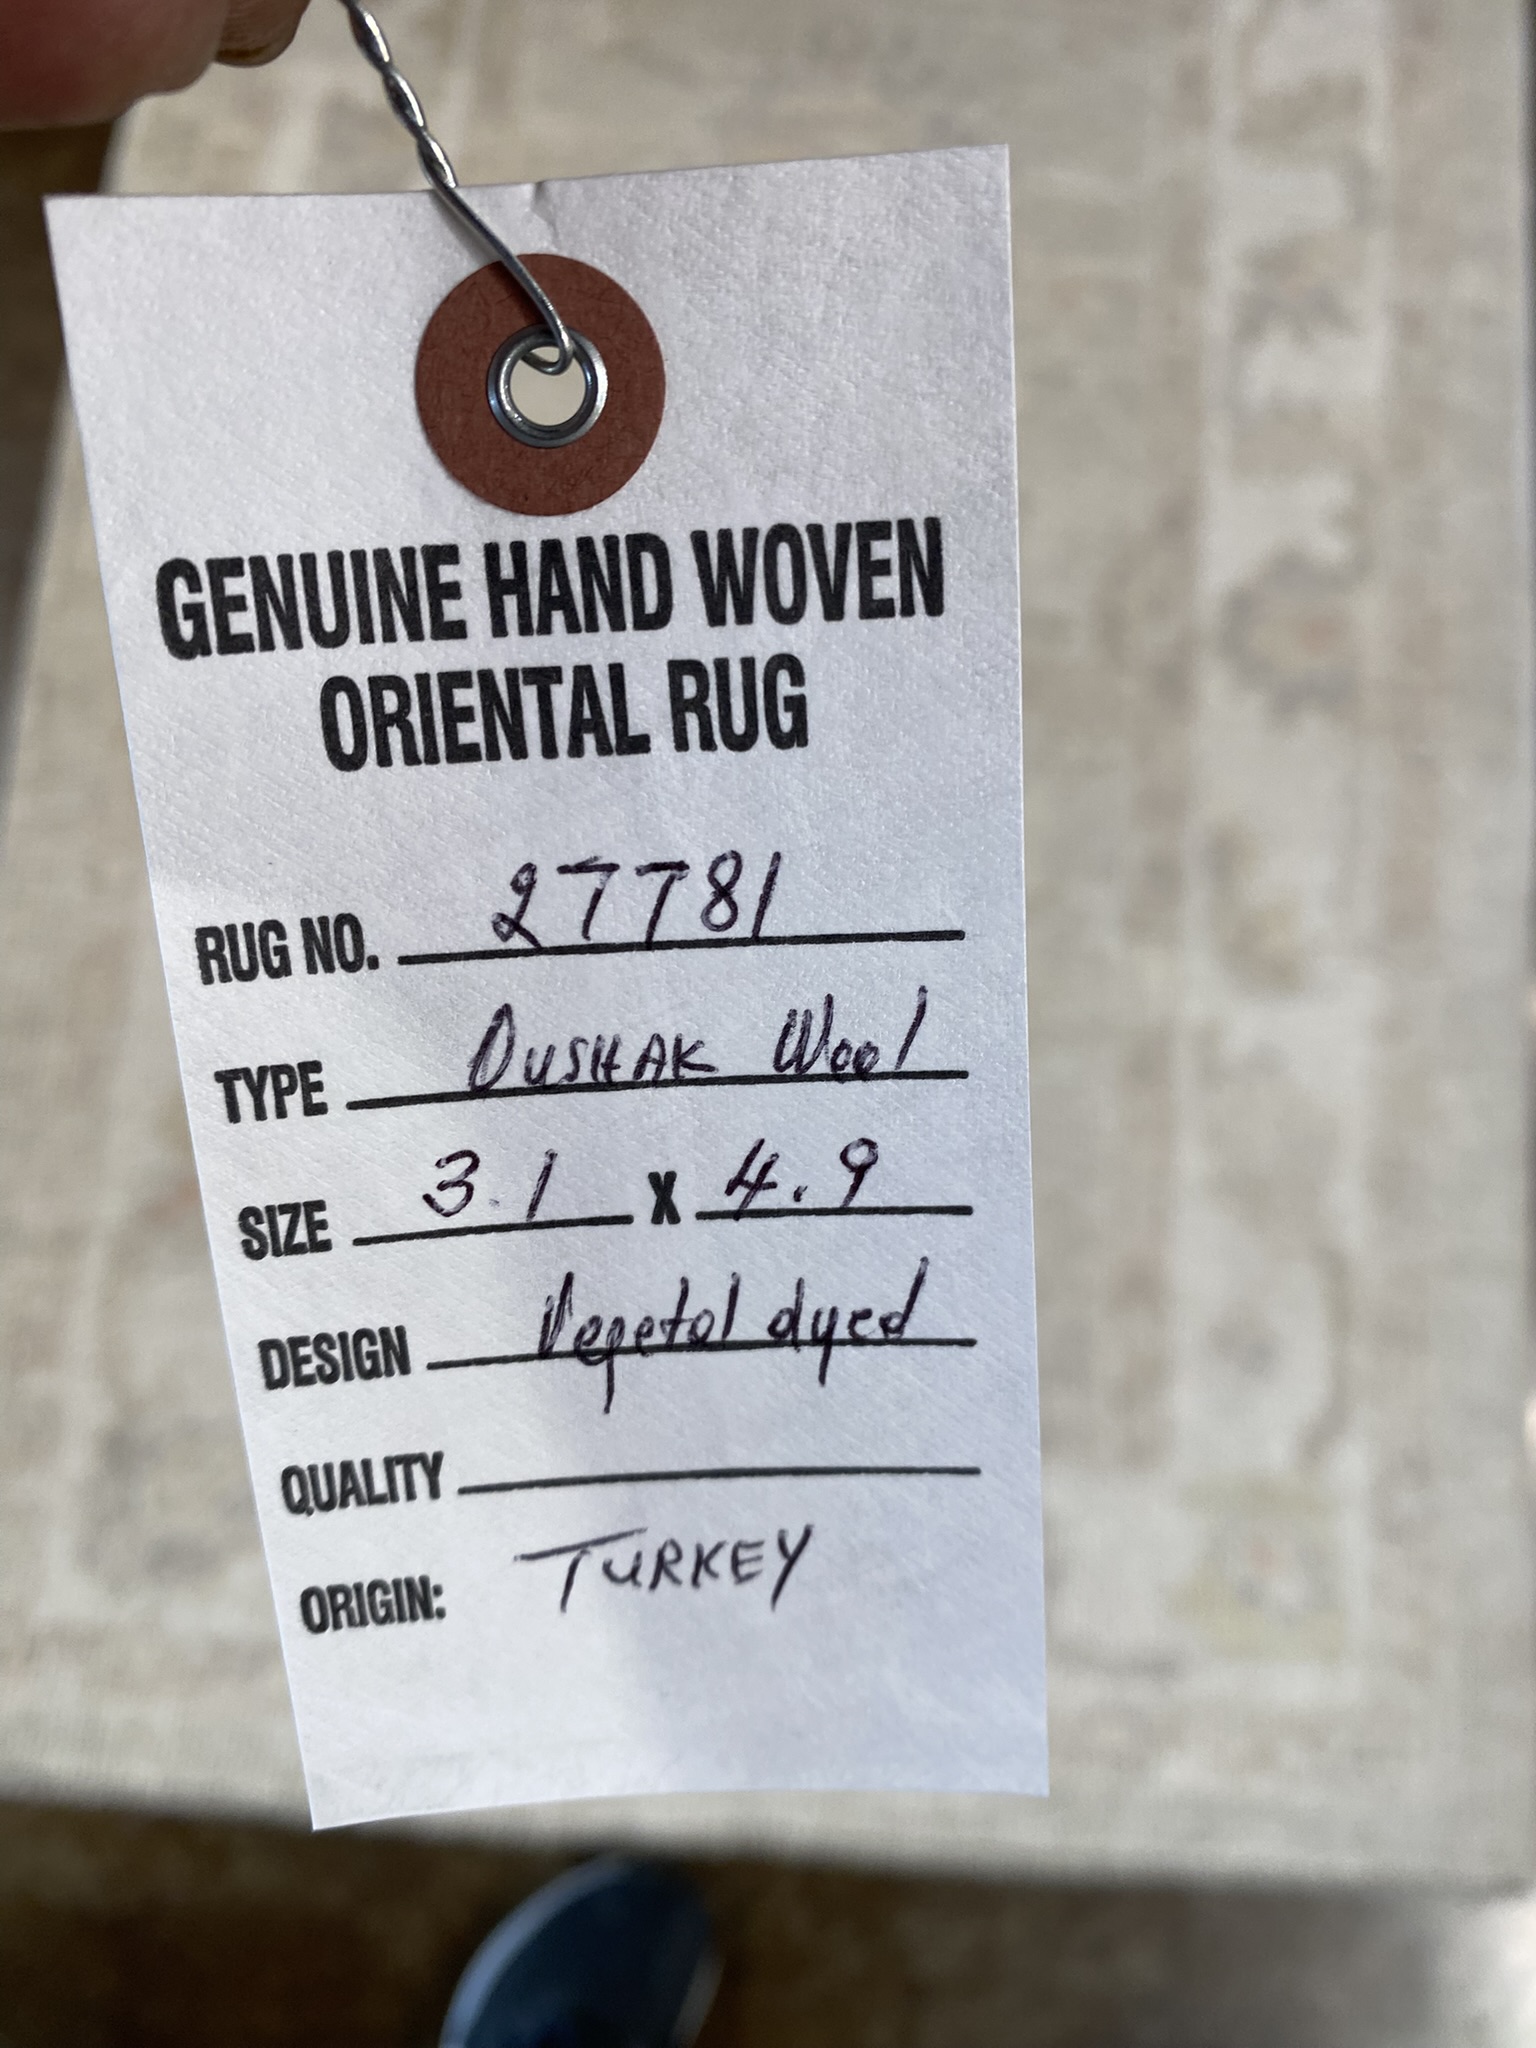 GENUINE HAND WOVEN
ORIENTAL RUG
RUG NO. 27781
TYPE OUSHAK Wool
SIZE 3.1 X 4.9
DESIGN Vegetal dyed
QUALITY
ORIGIN: TURKEY